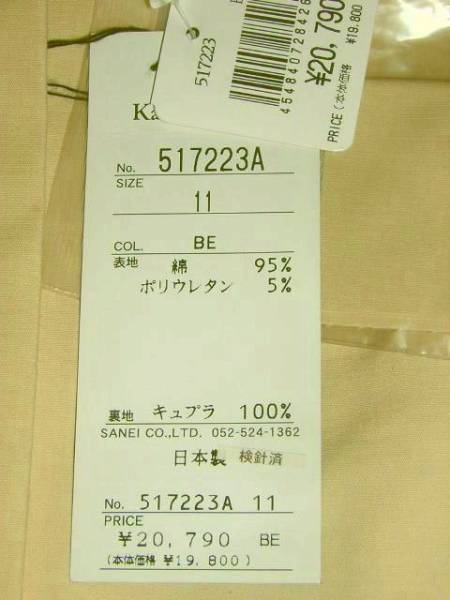 517223
4548407728426
¥20,790
PRICE (本体価格 ¥19,800
Ka
No. 517223A
SIZE
11
COL. BE
表地 綿 95%
ポリウレタン 5%
裏地 キュプラ 100%
SANEI CO.,LTD. 052-524-1362
日本製 検針済
No. 517223A 11
PRICE
¥20,790 BE
(本体価格 ¥19,800)